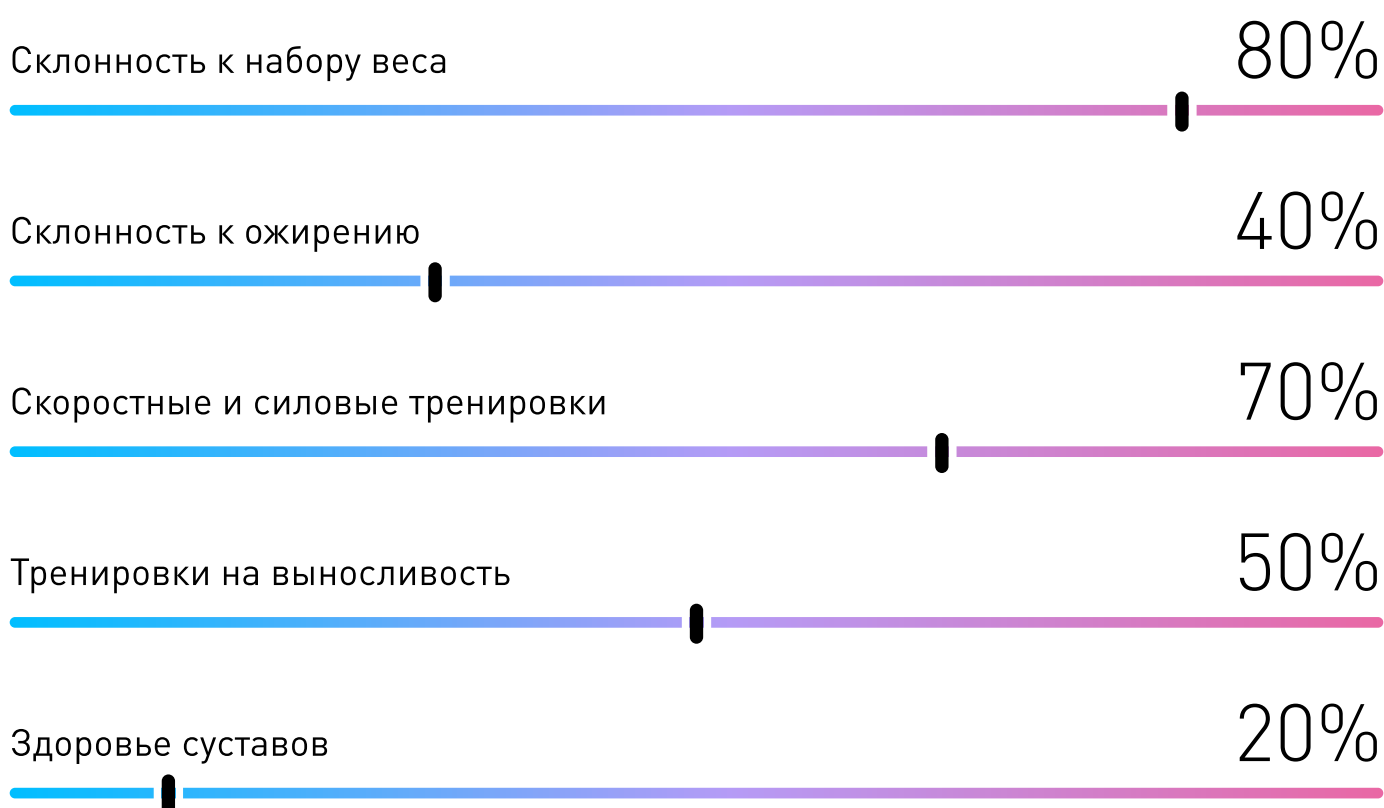 Склонность к набору веса 80%
Склонность к ожирению 40%
Скоростные и силовые тренировки 70%
Тренировки на выносливость 50%
Здоровье суставов 20%